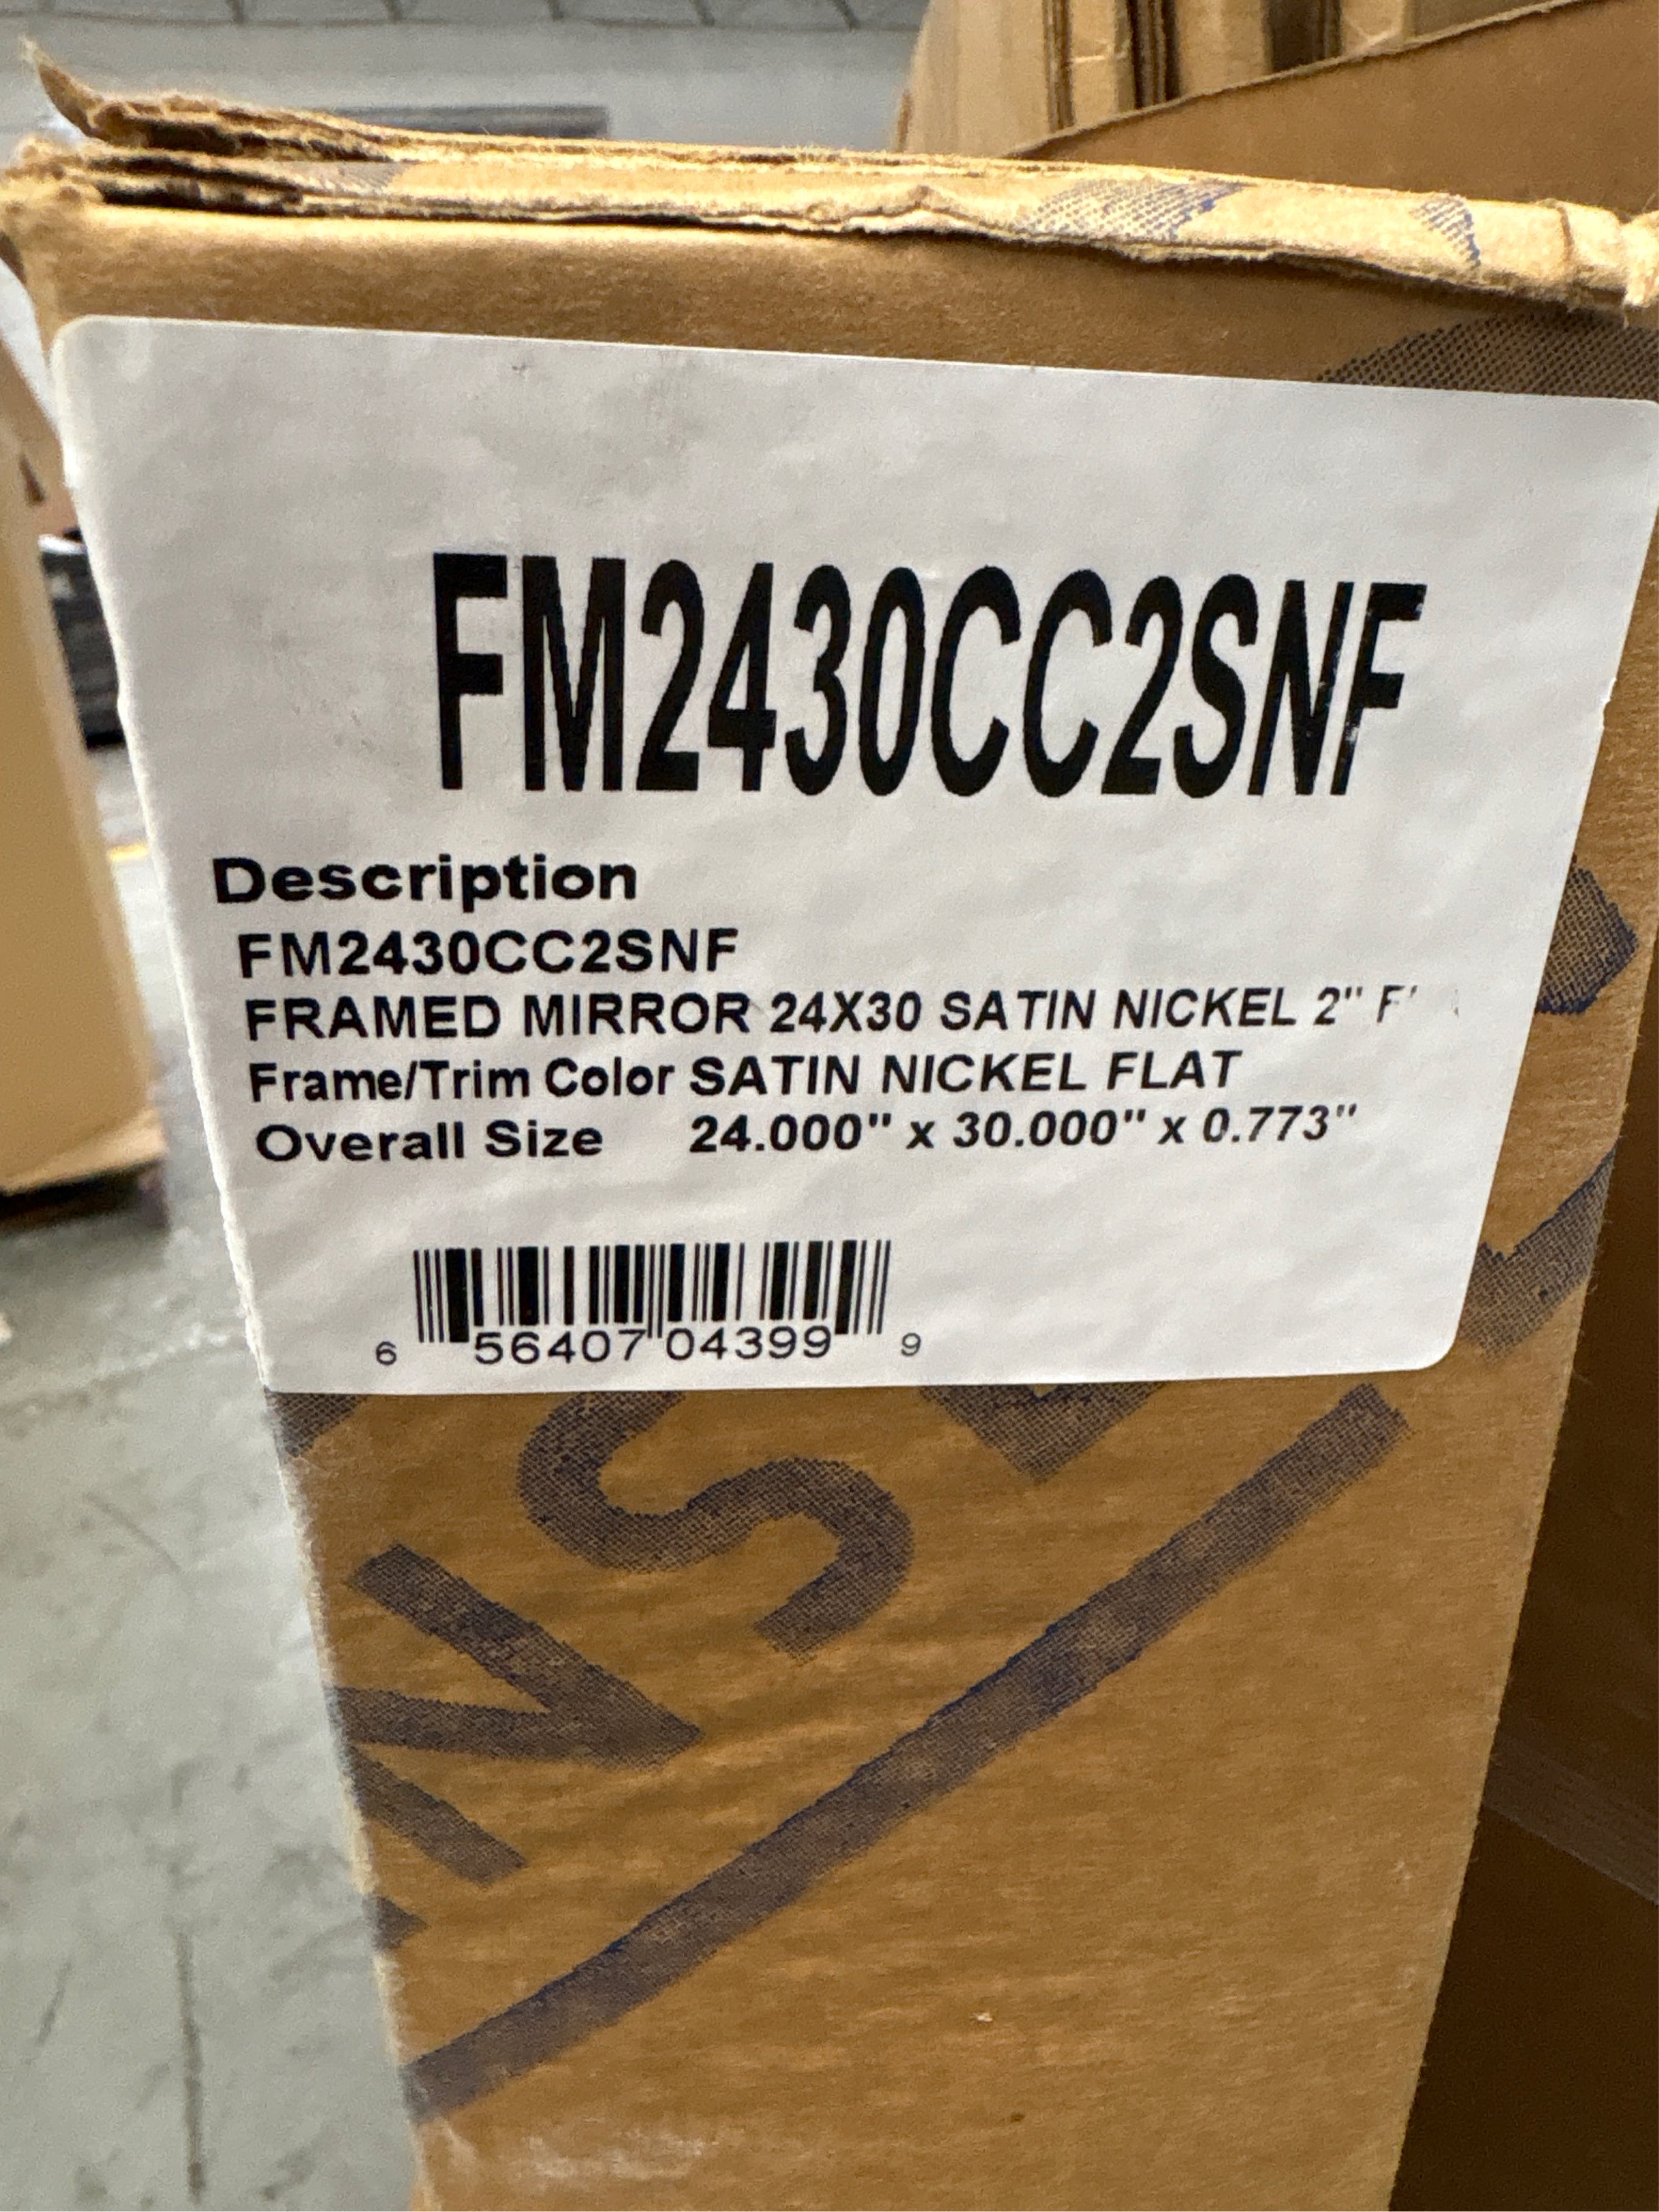 FM2430CC2SNF
Description
FM2430CC2SNF
FRAMED MIRROR 24X30 SATIN NICKEL 2"
Frame/Trim Color SATIN NICKEL FLAT
Overall Size 24.000" x 30.000" x 0.773"
6 56407 04399 9